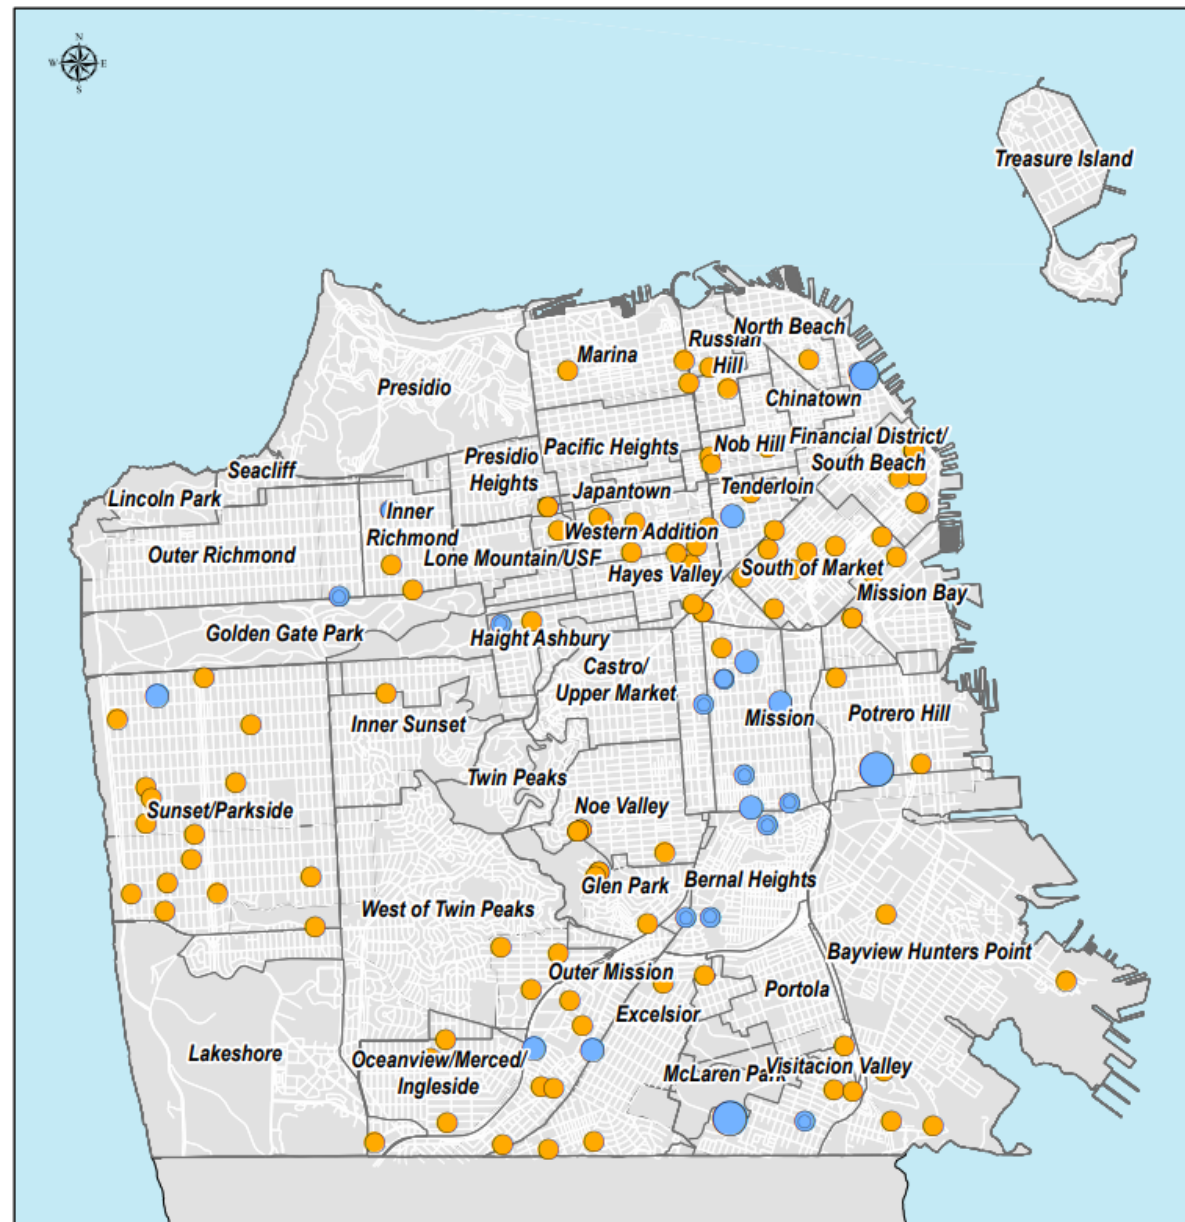 N
W E
S
Treasure Island
North Beach
Russian
Hill
Marina
Presidio
Chinatown
Pacific Heights
Nob Hill
Financial District/
South Beach
Presidio
Heights
Seacliff
Lincoln Park
Japantown
Tenderloin
Inner
Richmond
Western Addition
Outer Richmond
Lone Mountain/USF
Hayes Valley
South of Market
Mission Bay
Golden Gate Park
Haight Ashbury
Castro/
Upper Market
Inner Sunset
Mission
Potrero Hill
Twin Peaks
Sunset/Parkside
Noe Valley
Glen Park
Bernal Heights
West of Twin Peaks
Bayview Hunters Point
Outer Mission
Portola
Excelsior
Lakeshore
Oceanview/Merced/
Ingleside
McLaren Park
Visitacion Valley